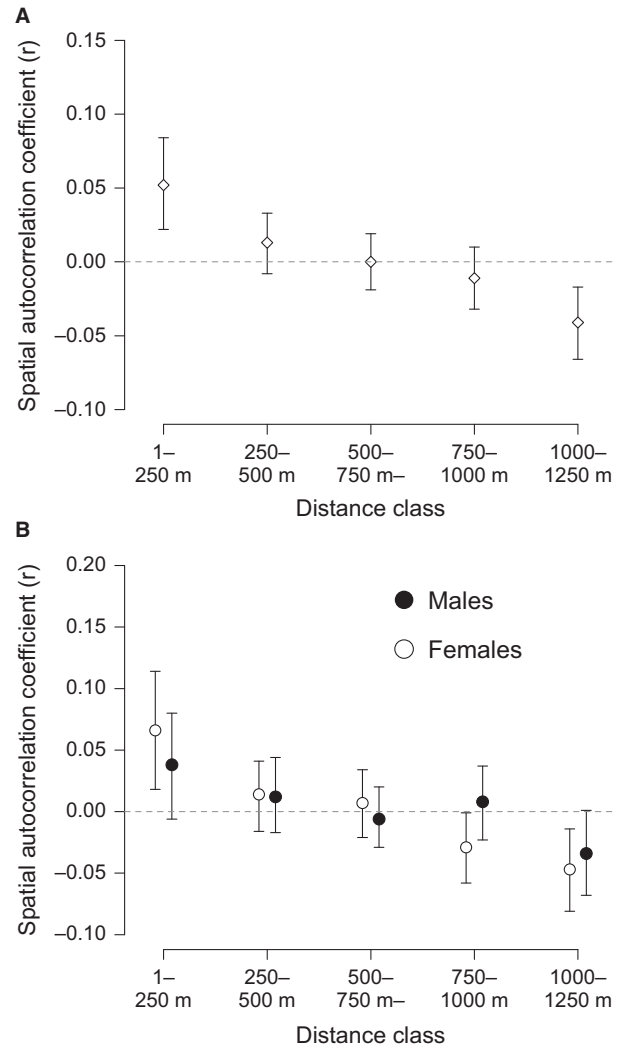 A
Spatial autocorrelation coefficient (r)
0.15
0.10
0.05
0.00
–0.05
–0.10
1–
250 m
250–
500 m
500–
750 m–
750–
1000 m
1000–
1250 m
Distance class
B
Spatial autocorrelation coefficient (r)
0.20
0.15
0.10
0.05
0.00
–0.05
–0.10
Males
Females
1–
250 m
250–
500 m
500–
750 m–
750–
1000 m
1000–
1250 m
Distance class